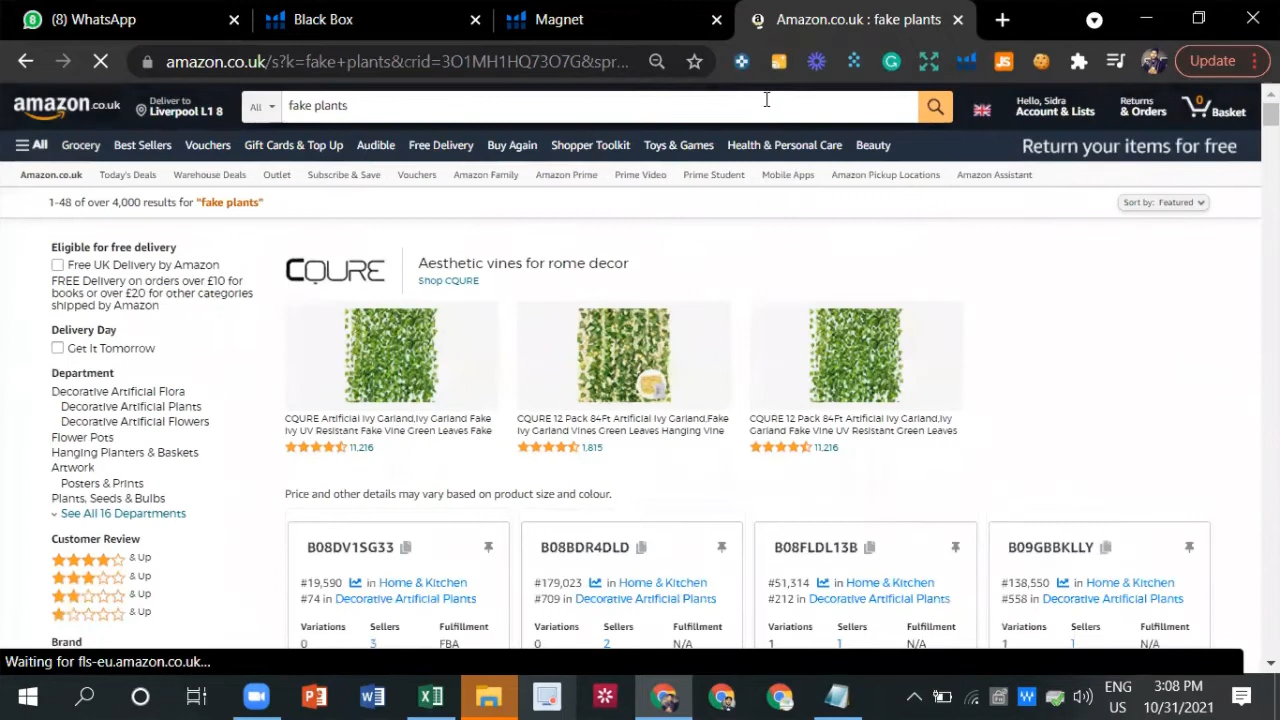 (8) WhatsApp
Black Box
Magnet
Amazon.co.uk : fake plants
amazon.co.uk/s?k=fake+plants&crid=3O1MH1HQ73O7G&spr...
Update
amazon.co.uk
Deliver to
Liverpool L1 8
All
fake plants
Hello, Sidra
Account & Lists
Returns
& Orders
0
Basket
All
Grocery
Best Sellers
Vouchers
Gift Cards & Top Up
Audible
Free Delivery
Buy Again
Shopper Toolkit
Toys & Games
Health & Personal Care
Beauty
Return your items for free
Amazon.co.uk
Today's Deals
Warehouse Deals
Outlet
Subscribe & Save
Vouchers
Amazon Family
Amazon Prime
Prime Video
Prime Student
Mobile Apps
Amazon Pickup Locations
Amazon Assistant
1-48 of over 4,000 results for "fake plants"
Sort by: Featured
Eligible for free delivery
Free UK Delivery by Amazon
FREE Delivery on orders over £10 for
books or over £20 for other categories
shipped by Amazon
Delivery Day
Get It Tomorrow
Department
Decorative Artificial Flora
Decorative Artificial Plants
Decorative Artificial Flowers
Flower Pots
Hanging Planters & Baskets
Artwork
Posters & Prints
Plants, Seeds & Bulbs
See All 16 Departments
Customer Review
& Up
& Up
& Up
& Up
Brand
CQURE
Aesthetic vines for rome decor
Shop CQURE
CQURE Artificial Ivy Garland,Ivy Garland Fake
Ivy UV Resistant Fake Vine Green Leaves Fake
11,216
CQURE 12 Pack 84Ft Artificial Ivy Garland,Fake
Ivy Garland Vines Green Leaves Hanging Vine
1,815
CQURE 12 Pack 84Ft Artificial Ivy Garland,Ivy
Garland Fake Vine UV Resistant Green Leaves
11,216
Price and other details may vary based on product size and colour.
B08DV1SG33
#19,590 in Home & Kitchen
#74 in Decorative Artificial Plants
Variations Sellers Fulfillment
0 3 FBA
B08BDR4DLD
#179,023 in Home & Kitchen
#709 in Decorative Artificial Plants
Variations Sellers Fulfillment
0 2 N/A
B08FLDL13B
#51,314 in Home & Kitchen
#212 in Decorative Artificial Plants
Variations Sellers Fulfillment
1 1 N/A
B09GBBKLLY
#138,550 in Home & Kitchen
#558 in Decorative Artificial Plants
Variations Sellers Fulfillment
1 1 N/A
Waiting for fls-eu.amazon.co.uk...
ENG
US
3:08 PM
10/31/2021